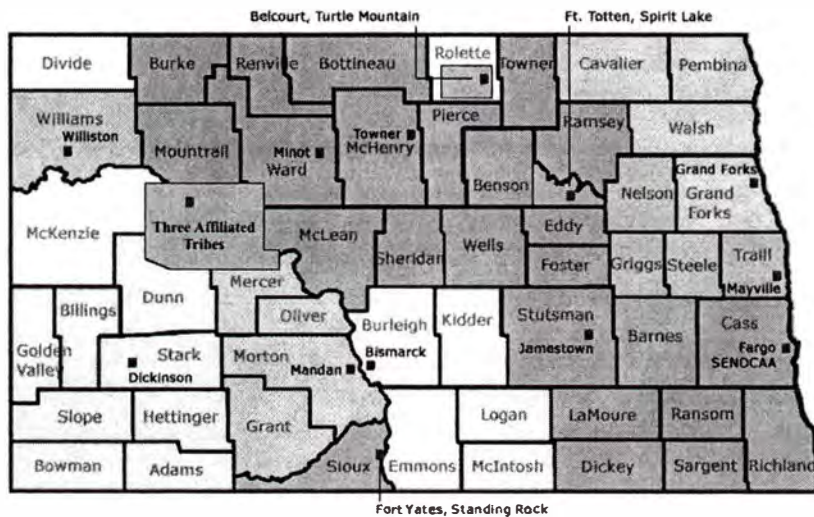 Belcourt, Turtle Mountain
Ft. Totten, Spirit Lake
Divide
Burke
Renville
Bottineau
Rolette
Towner
Cavalier
Pembina
Williams
Williston
Mountrail
Minot
Ward
Towner
McHenry
Pierce
Ramsey
Walsh
Benson
Nelson
Grand Forks
Grand
Forks
McKenzie
Three Affiliated
Tribes
McLean
Sheridan
Wells
Eddy
Foster
Griggs
Steele
Traill
Mayville
Billings
Dunn
Mercer
Oliver
Burleigh
Bismarck
Kidder
Stutsman
Jamestown
Barnes
Cass
Fargo
SENDCAA
Golden
Valley
Stark
Dickinson
Morton
Mandan
Slope
Hettinger
Grant
Logan
LaMoure
Ransom
Bowman
Adams
Sioux
Emmons
McIntosh
Dickey
Sargent
Richland
Fort Yates, Standing Rock